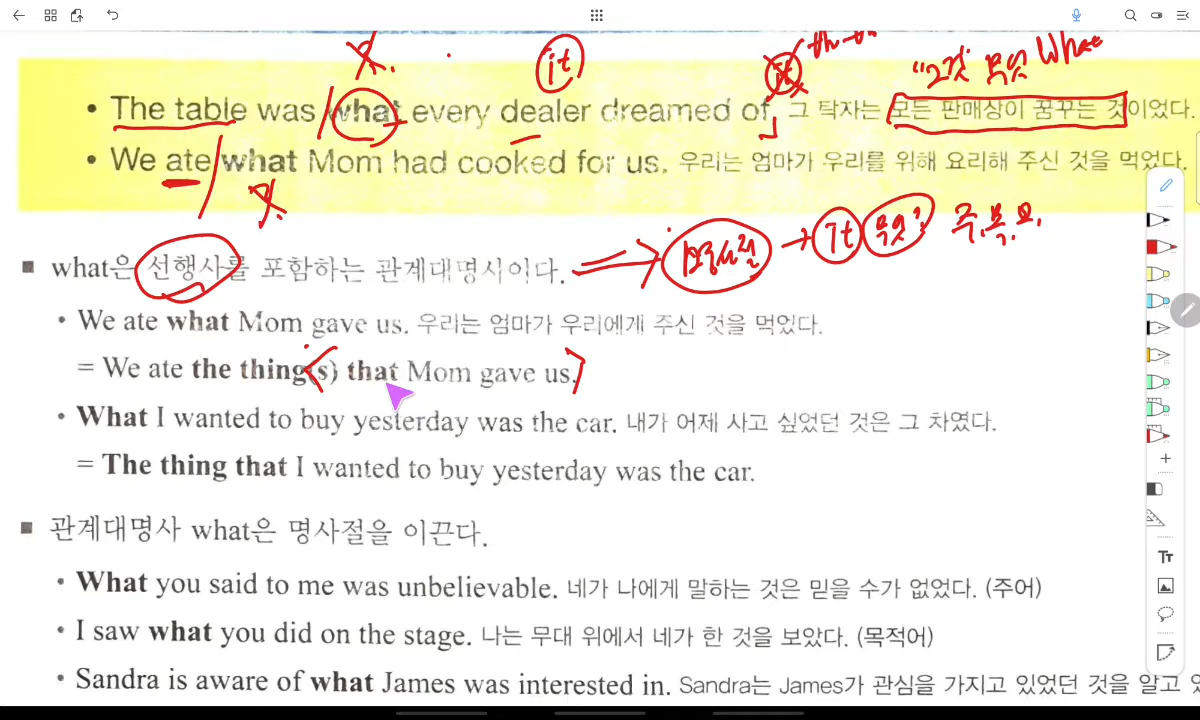 it it
"그것 무엇 What
• The table was what every dealer dreamed of, 그 탁자는 모든 판매상이 꿈꾸는 것이었다.
• We ate what Mom had cooked for us. 우리는 엄마가 우리를 위해 요리해 주신 것을 먹었다.
■ what은 선행사를 포함하는 관계대명사이다. ⇒ 명사절 → it 무엇? 주, 목, 보.
• We ate what Mom gave us. 우리는 엄마가 우리에게 주신 것을 먹었다.
= We ate the thing(s) that Mom gave us.
• What I wanted to buy yesterday was the car. 내가 어제 사고 싶었던 것은 그 차였다.
= The thing that I wanted to buy yesterday was the car.
■ 관계대명사 what은 명사절을 이끈다.
• What you said to me was unbelievable. 네가 나에게 말하는 것은 믿을 수가 없었다. (주어)
• I saw what you did on the stage. 나는 무대 위에서 네가 한 것을 보았다. (목적어)
• Sandra is aware of what James was interested in. Sandra는 James가 관심을 가지고 있었던 것을 알고
Tт